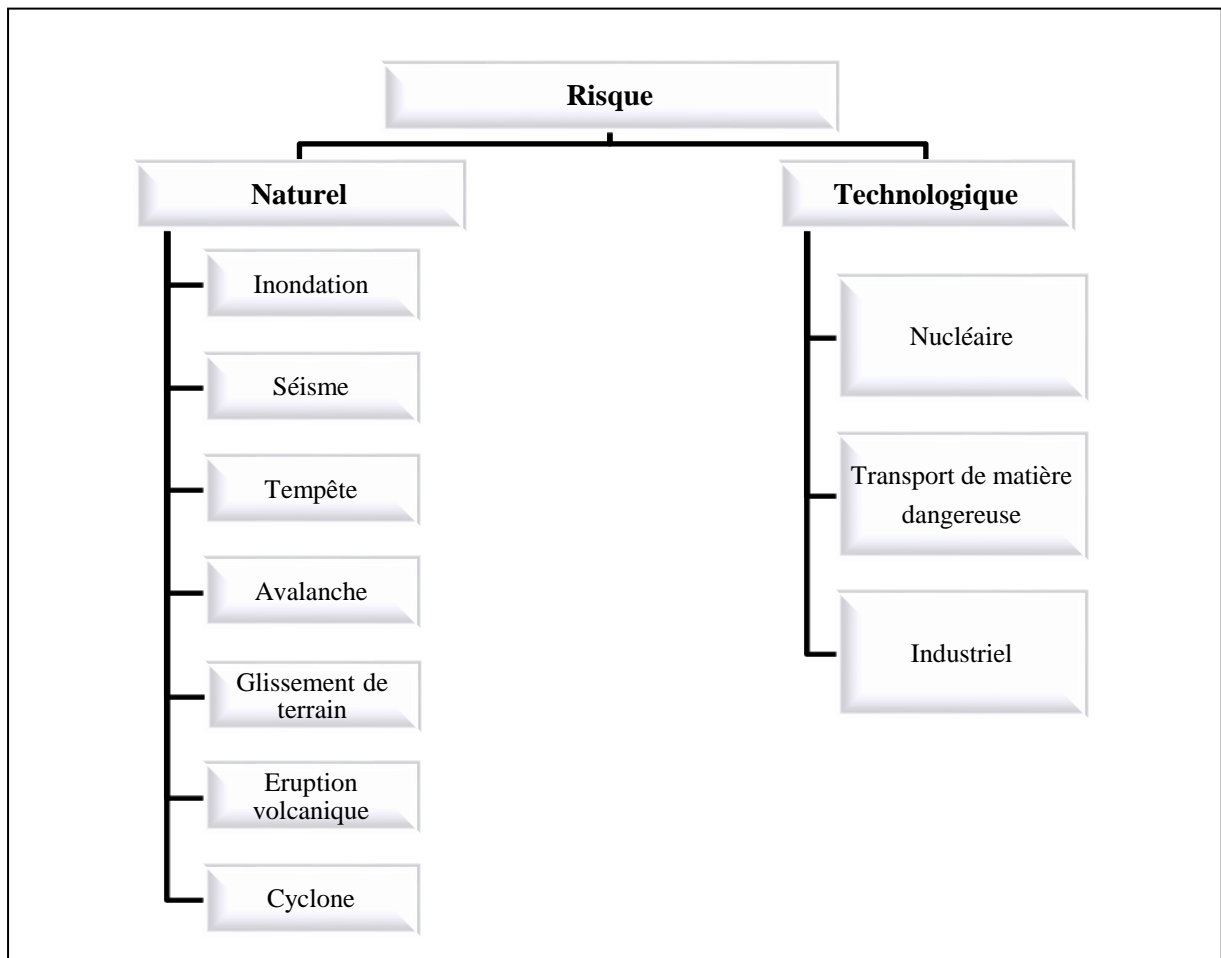 Risque
Naturel
Inondation
Séisme
Tempête
Avalanche
Glissement de
terrain
Eruption
volcanique
Cyclone
Technologique
Nucléaire
Transport de matière
dangereuse
Industriel